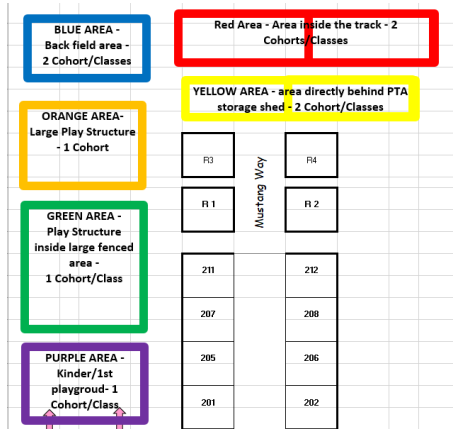 BLUE AREA -
Back field area -
2 Cohort/Classes
Red Area - Area inside the track - 2
Cohorts/Classes
YELLOW AREA - area directly behind PTA
storage shed - 2 Cohort/Classes
ORANGE AREA-
Large Play Structure
- 1 Cohort
R3
R4
Mustang Way
R 1
R 2
GREEN AREA -
Play Structure
inside large fenced
area -
1 Cohort/Class
211
212
207
208
PURPLE AREA -
Kinder/1st
playgroud- 1
Cohort/Class
205
206
201
202